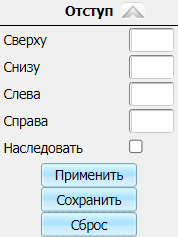 Отступ
Сверху
Снизу
Слева
Справа
Наследовать
Применить
Сохранить
Сброс